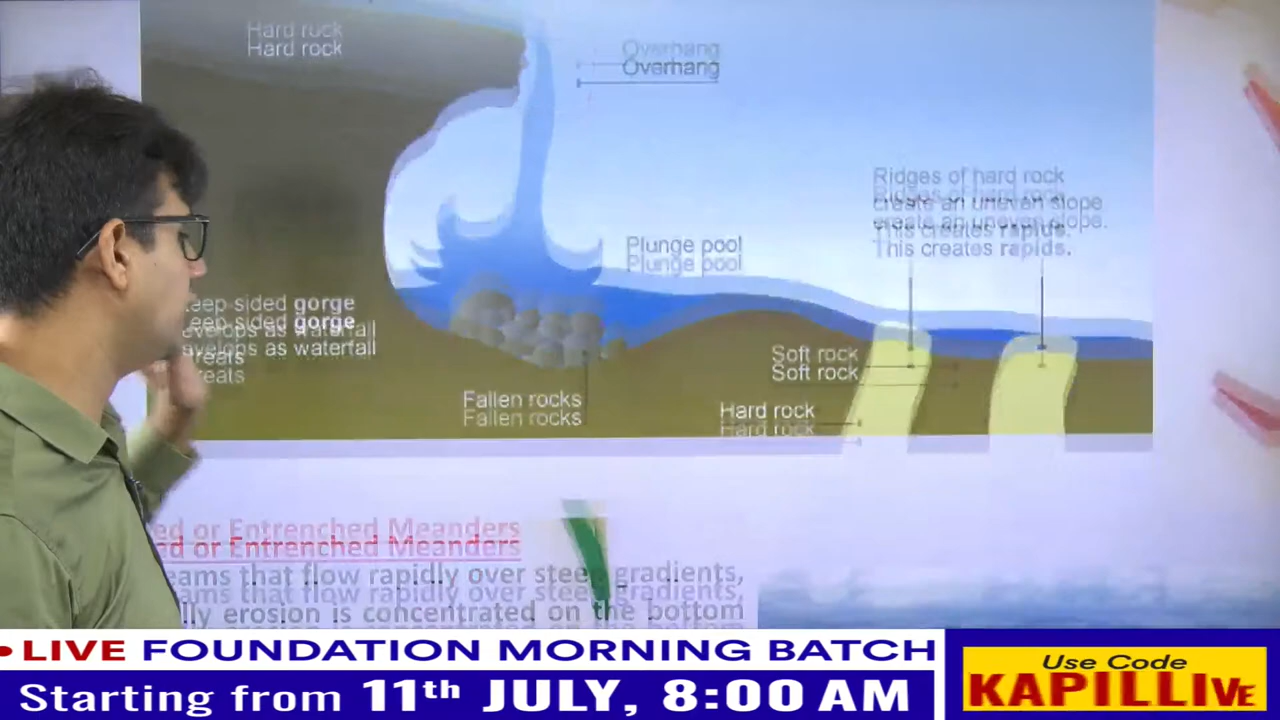 Hard rock
Overhang
Ridges of hard rock
create an uneven slope.
This creates rapids.
Plunge pool
eep-sided gorge
evelops as waterfall
reats
Soft rock
Fallen rocks
Hard rock
ed or Entrenched Meanders
eams that flow rapidly over steep gradients,
lly erosion is concentrated on the bottom
• LIVE FOUNDATION MORNING BATCH
Starting from 11th JULY, 8:00 AM
Use Code
KAPILLIVE